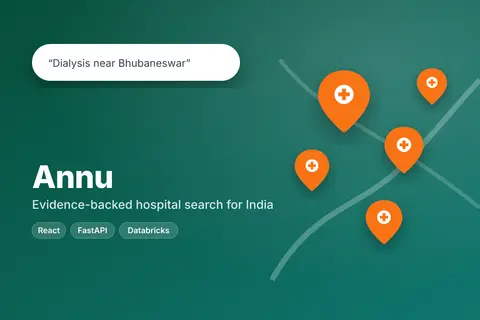 “Dialysis near Bhubaneswar”
Annu
Evidence-backed hospital search for India
React FastAPI Databricks